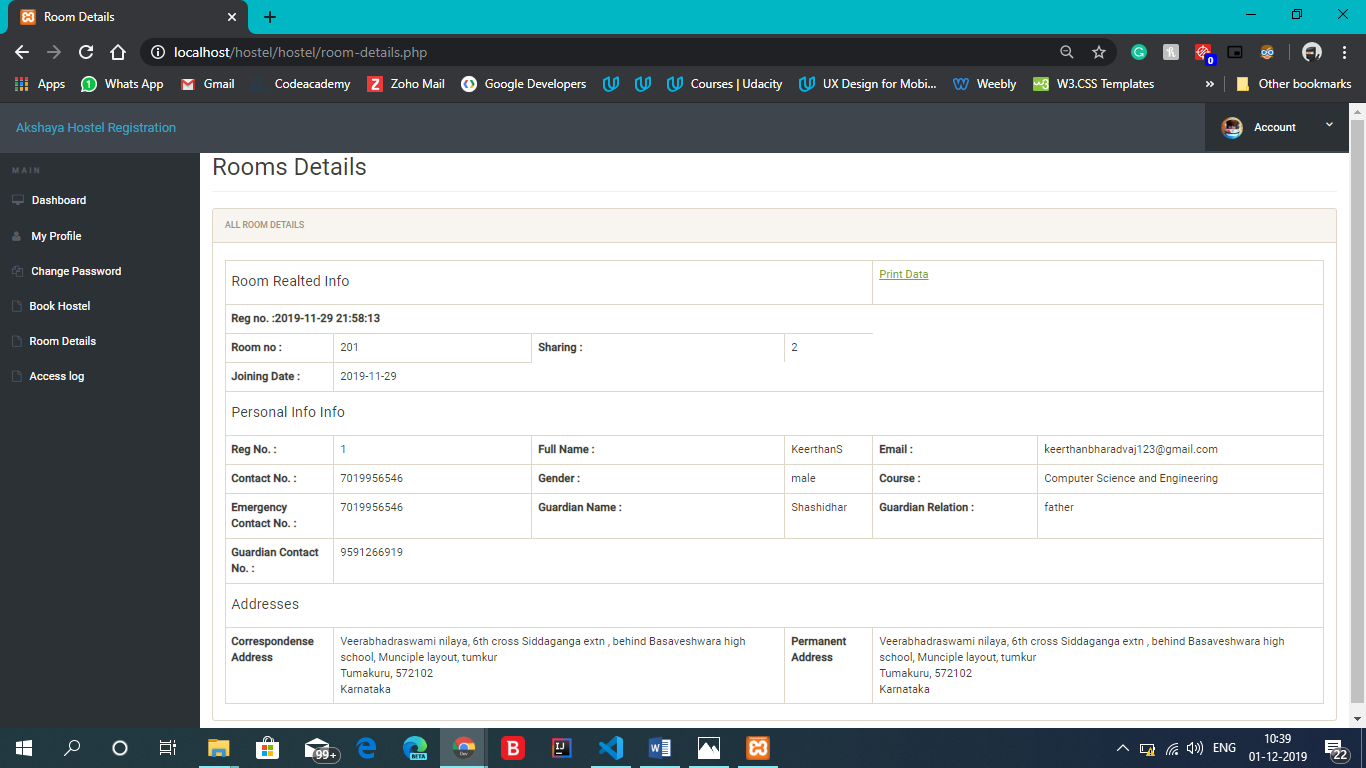 Room Details
localhost/hostel/hostel/room-details.php
0
Apps Whats App Gmail Codeacademy Zoho Mail Google Developers Courses | Udacity UX Design for Mobi... Weebly W3.CSS Templates » Other bookmarks
Akshaya Hostel Registration
Account
MAIN
Dashboard
My Profile
Change Password
Book Hostel
Room Details
Access log
Rooms Details
ALL ROOM DETAILS
Room Realted Info
Print Data
Reg no. :2019-11-29 21:58:13
Room no : 201 Sharing : 2
Joining Date : 2019-11-29
Personal Info Info
Reg No. : 1 Full Name : KeerthanS Email : keerthanbharadvaj123@gmail.com
Contact No. : 7019956546 Gender : male Course : Computer Science and Engineering
Emergency
Contact No. :
7019956546 Guardian Name : Shashidhar Guardian Relation : father
Guardian Contact
No. :
9591266919
Addresses
Correspondense
Address
Veerabhadraswami nilaya, 6th cross Siddaganga extn , behind Basaveshwara high
school, Munciple layout, tumkur
Tumakuru, 572102
Karnataka
Permanent
Address
Veerabhadraswami nilaya, 6th cross Siddaganga extn , behind Basaveshwara high
school, Munciple layout, tumkur
Tumakuru, 572102
Karnataka
99+
BETA
Dev
B
IJ
ENG
10:39
01-12-2019
22